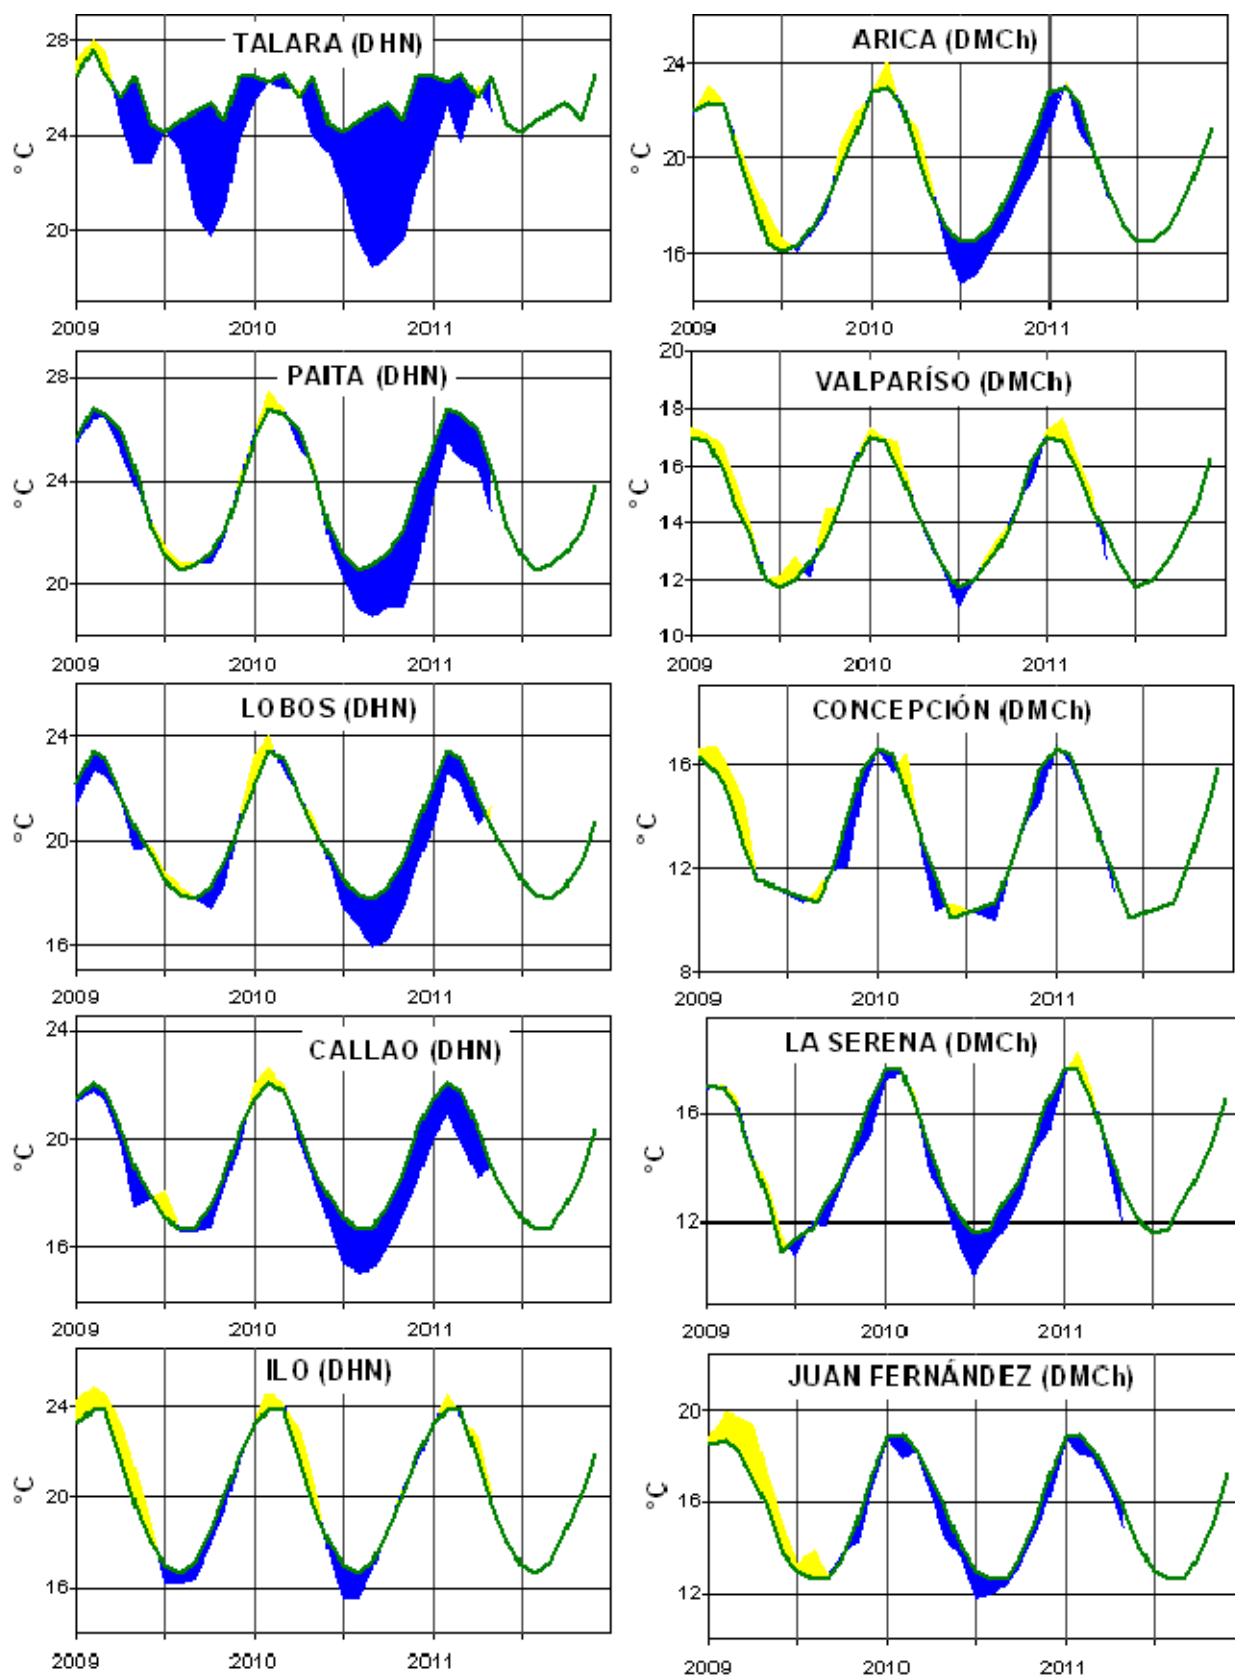 TALARA (DHN)
°C
28
24
20
2009 2010 2011
ARICA (DMCh)
°C
24
20
16
2009 2010 2011
PAITA (DHN)
°C
28
24
20
2009 2010 2011
VALPARÍSO (DMCh)
°C
20
18
16
14
12
10
2009 2010 2011
LOBOS (DHN)
°C
24
20
16
2009 2010 2011
CONCEPCIÓN (DMCh)
°C
16
12
8
2009 2010 2011
CALLAO (DHN)
°C
24
20
16
2009 2010 2011
LA SERENA (DMCh)
°C
16
12
2009 2010 2011
ILO (DHN)
°C
24
20
16
2009 2010 2011
JUAN FERNÁNDEZ (DMCh)
°C
20
16
12
2009 2010 2011